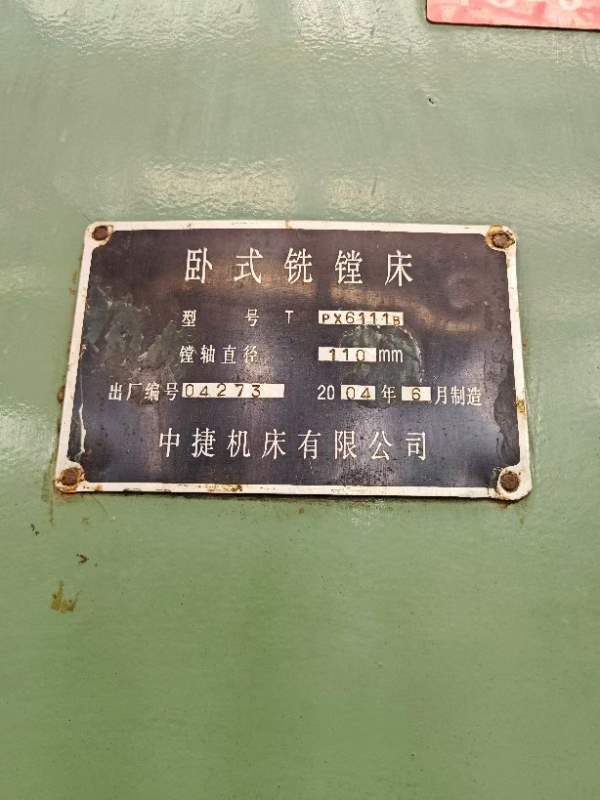 卧式铣镗床
型 号 T PX6111B
镗轴直径 110 mm
出厂编号 04273 2004年6月制造
中捷机床有限公司